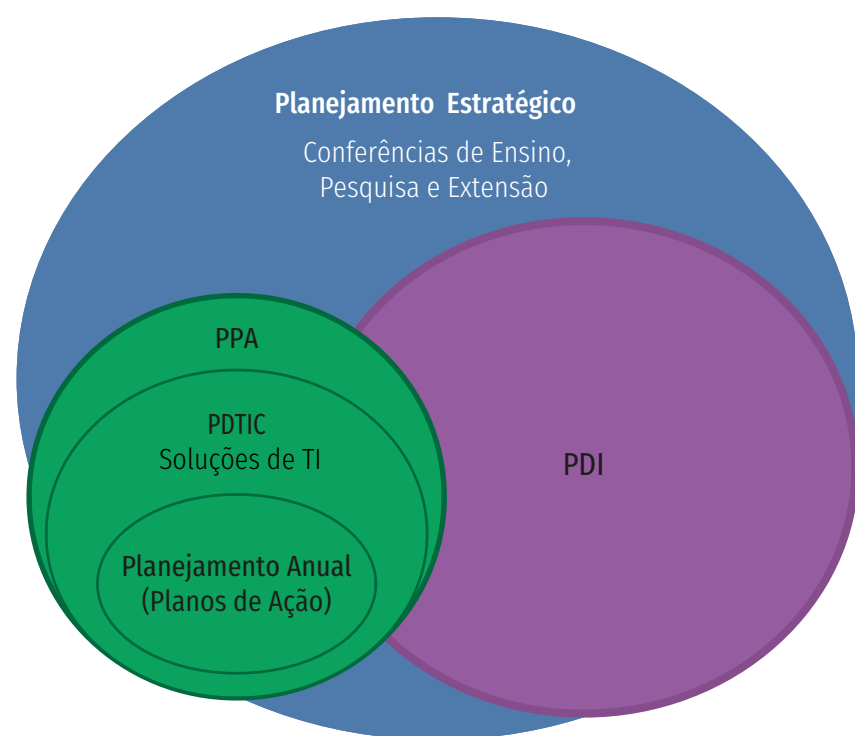 Planejamento Estratégico
Conferências de Ensino,
Pesquisa e Extensão
PPA
PDTIC
Soluções de TI
PDI
Planejamento Anual
(Planos de Ação)